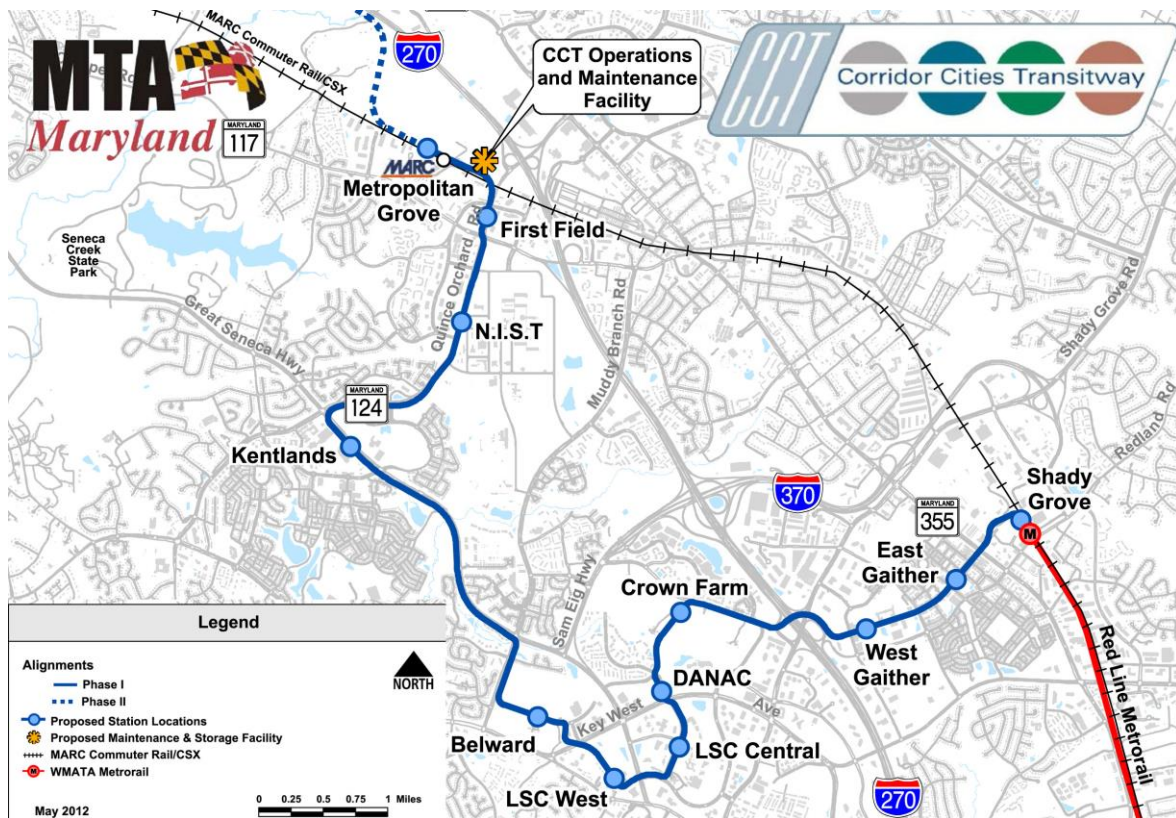 MTA
Maryland
MARYLAND
117
MARC Commuter Rail/CSX
270
CCT Operations
and Maintenance
Facility
CCT
Corridor Cities Transitway
MARC
Metropolitan
Grove
First Field
Seneca
Creek
State
Park
Great Seneca Hwy
Quince Orchard Rd
N.I.S.T
Muddy Branch Rd
Shady Grove Rd
Redland Rd
MARYLAND
124
Kentlands
370
MARYLAND
355
Shady
Grove
M
East
Gaither
Sam Eig Hwy
Crown Farm
West
Gaither
DANAC
Key West Ave
Belward
LSC Central
LSC West
270
Red Line Metrorail
Legend
Alignments
Phase I
Phase II
Proposed Station Locations
Proposed Maintenance & Storage Facility
MARC Commuter Rail/CSX
M WMATA Metrorail
NORTH
May 2012
0 0.25 0.5 0.75 1 Miles